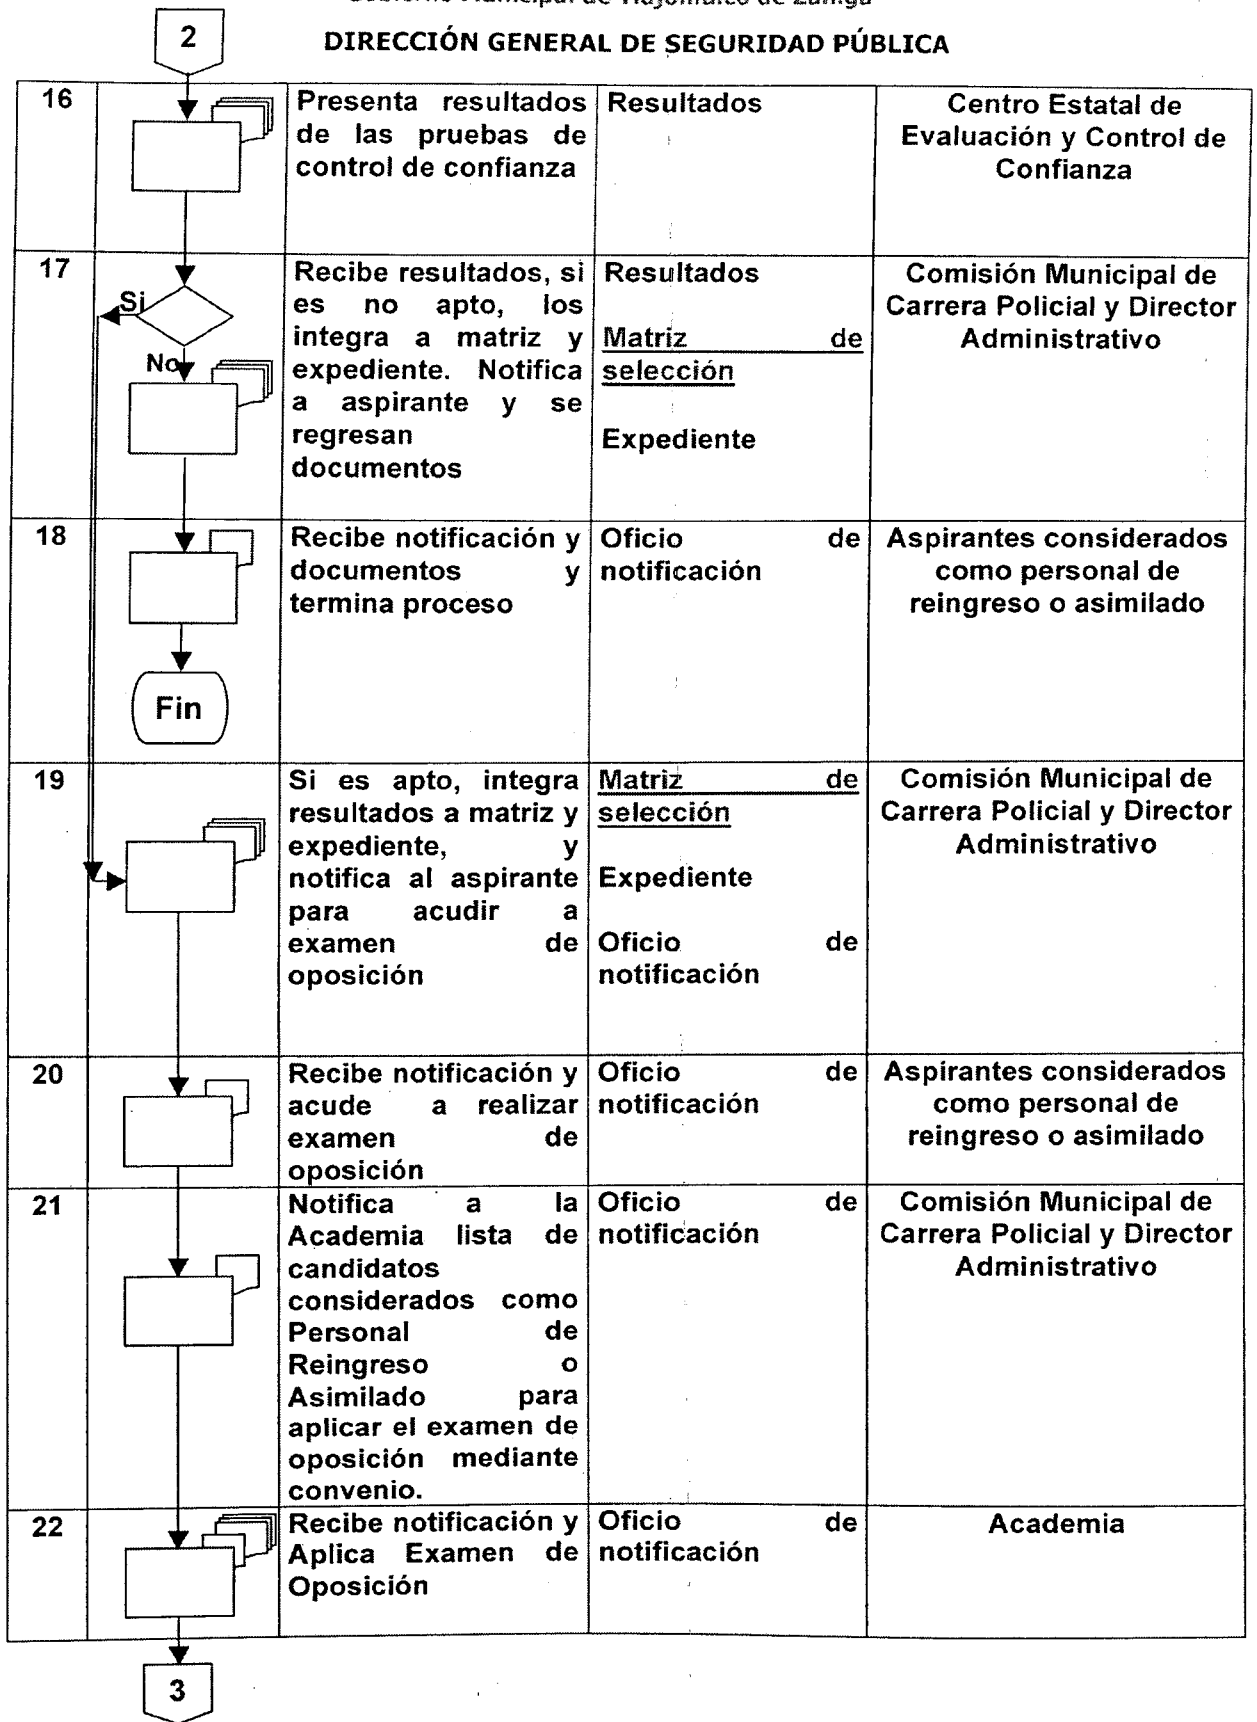 2
DIRECCIÓN GENERAL DE SEGURIDAD PÚBLICA
16
Presenta resultados
de las pruebas de
control de confianza
Resultados
Centro Estatal de
Evaluación y Control de
Confianza
17
Si
No
Recibe resultados, si
es no apto, los
integra a matriz y
expediente. Notifica
a aspirante y se
regresan
documentos
Resultados
Matriz de
selección
Expediente
Comisión Municipal de
Carrera Policial y Director
Administrativo
18
Fin
Recibe notificación y
documentos y
termina proceso
Oficio de
notificación
Aspirantes considerados
como personal de
reingreso o asimilado
19
Si es apto, integra
resultados a matriz y
expediente, y
notifica al aspirante
para acudir a
examen de
oposición
Matriz de
selección
Expediente
Oficio de
notificación
Comisión Municipal de
Carrera Policial y Director
Administrativo
20
Recibe notificación y
acude a realizar
examen de
oposición
Oficio de
notificación
Aspirantes considerados
como personal de
reingreso o asimilado
21
Notifica a la
Academia lista de
candidatos
considerados como
Personal de
Reingreso o
Asimilado para
aplicar el examen de
oposición mediante
convenio.
Oficio de
notificación
Comisión Municipal de
Carrera Policial y Director
Administrativo
22
Recibe notificación y
Aplica Examen de
Oposición
Oficio de
notificación
Academia
3